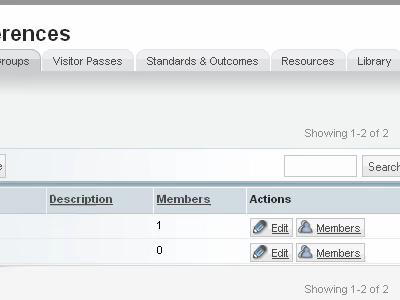 erences
roups Visitor Passes Standards & Outcomes Resources Library
Showing 1-2 of 2
e Search
Description Members Actions
1 Edit Members
0 Edit Members
Showing 1-2 of 2